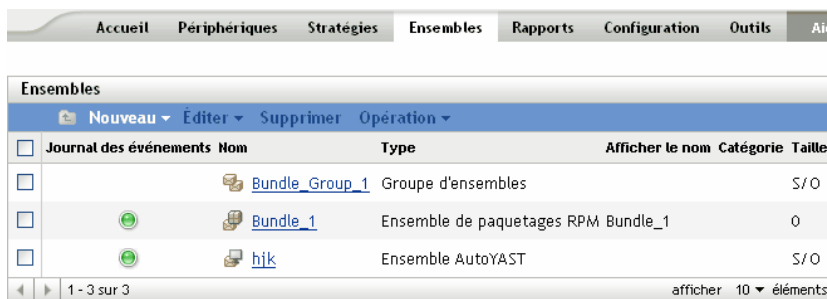 Accueil Périphériques Stratégies Ensembles Rapports Configuration Outils
Ensembles
Nouveau Éditer Supprimer Opération
Journal des événements Nom Type Afficher le nom Catégorie Taille
Bundle_Group_1 Groupe d'ensembles S/O
Bundle_1 Ensemble de paquetages RPM Bundle_1 0
hjk Ensemble AutoYAST S/O
1 - 3 sur 3 afficher 10 éléments